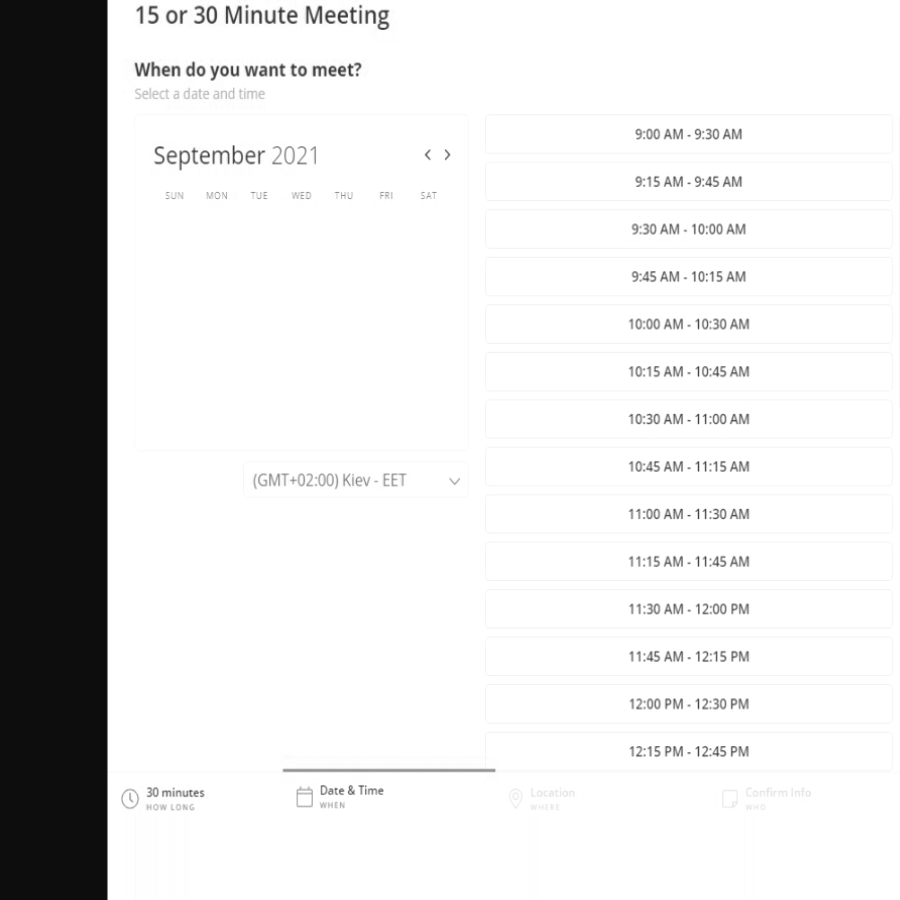 15 or 30 Minute Meeting
When do you want to meet?
Select a date and time
September 2021
SUN MON TUE WED THU FRI SAT
(GMT+02:00) Kiev - EET
9:00 AM - 9:30 AM
9:15 AM - 9:45 AM
9:30 AM - 10:00 AM
9:45 AM - 10:15 AM
10:00 AM - 10:30 AM
10:15 AM - 10:45 AM
10:30 AM - 11:00 AM
10:45 AM - 11:15 AM
11:00 AM - 11:30 AM
11:15 AM - 11:45 AM
11:30 AM - 12:00 PM
11:45 AM - 12:15 PM
12:00 PM - 12:30 PM
12:15 PM - 12:45 PM
30 minutes
HOW LONG
Date & Time
WHEN
Location
WHERE
Confirm Info
WHO